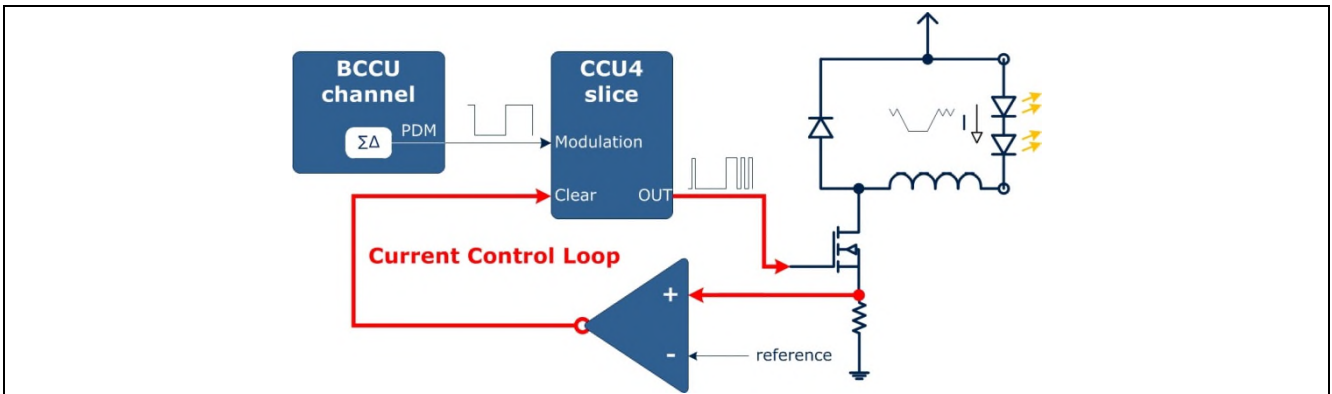 BCCU
channel
ΣΔ
PDM
CCU4
slice
Modulation
Clear
OUT
I
Current Control Loop
+
-
reference